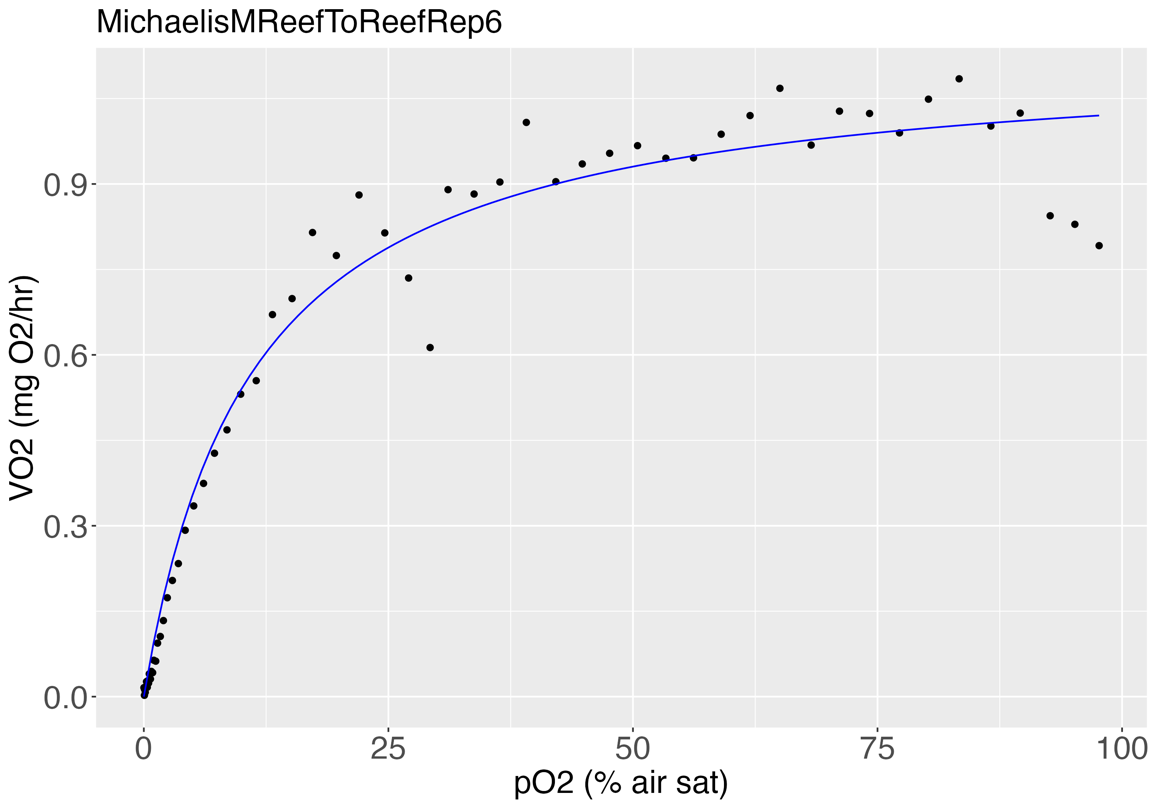 MichaelisMReefToReefRep6
VO2 (mg O2/hr)
0.9
0.6
0.3
0.0
0 25 50 75 100
pO2 (% air sat)